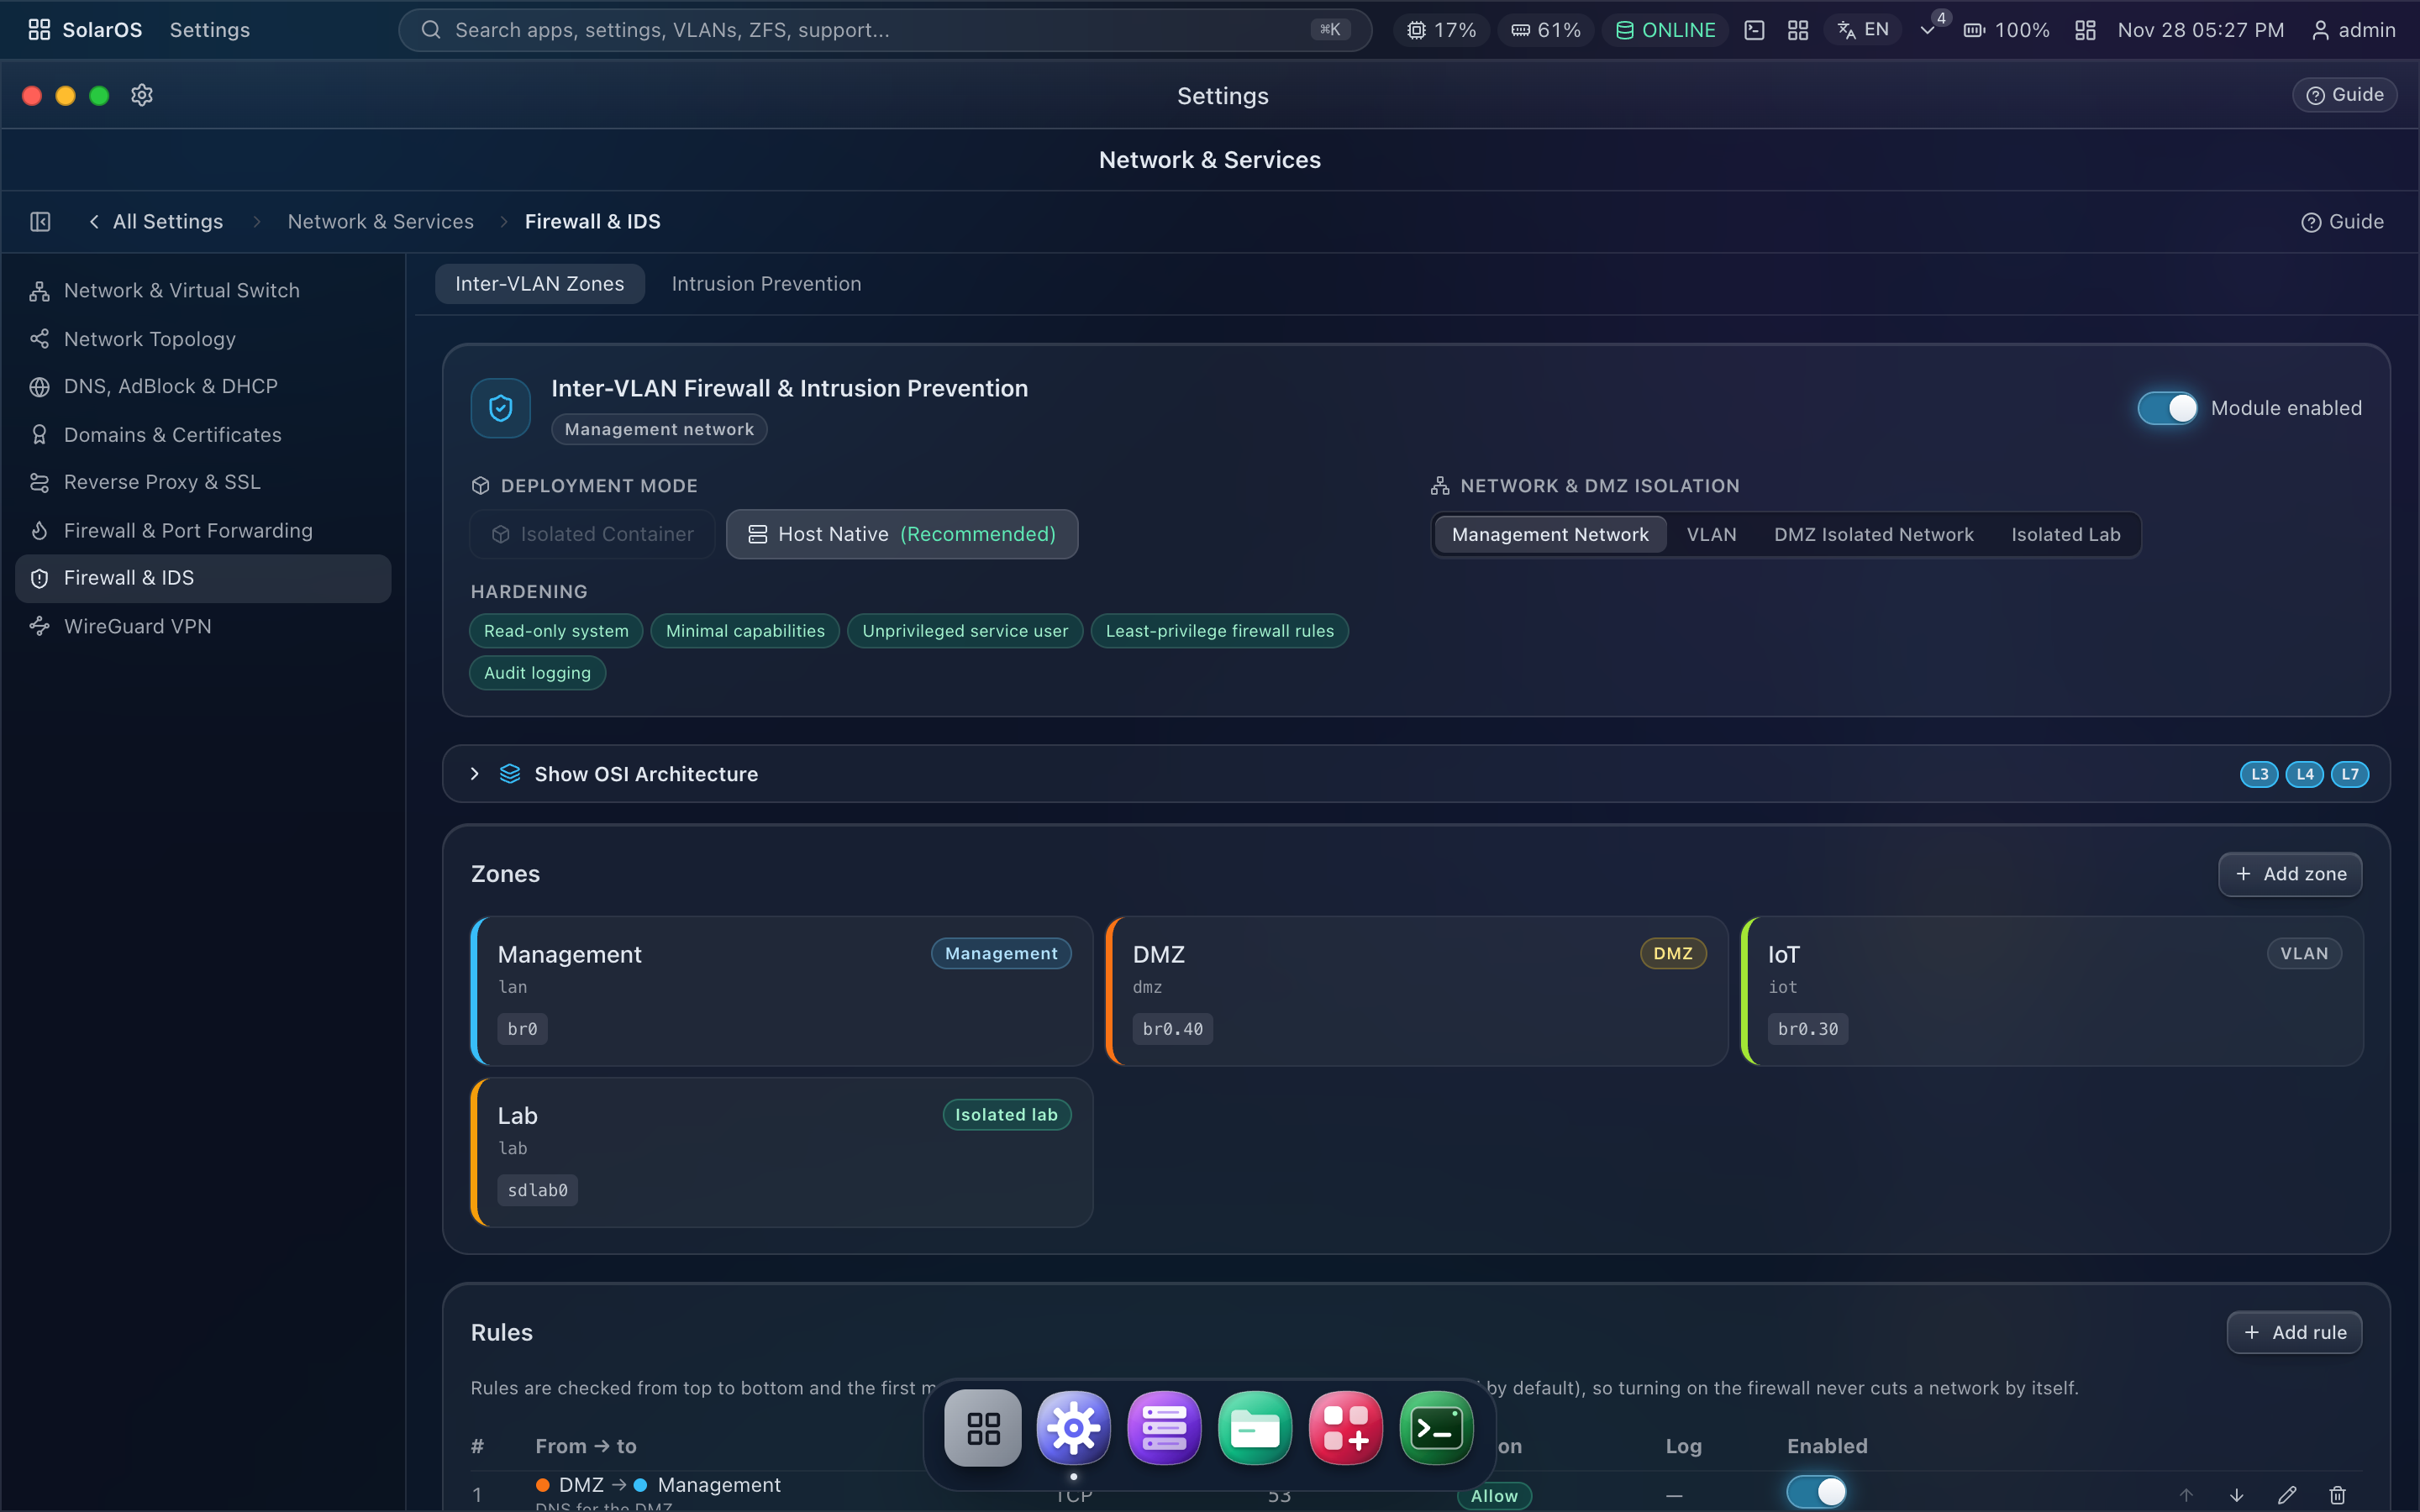 SolarOS Settings Search apps, settings, VLANs, ZFS, support... ⌘K 17% 61% ONLINE EN 4 100% Nov 28 05:27 PM admin
Settings Guide
Network & Services
All Settings Network & Services Firewall & IDS Guide
Network & Virtual Switch
Network Topology
DNS, AdBlock & DHCP
Domains & Certificates
Reverse Proxy & SSL
Firewall & Port Forwarding
Firewall & IDS
WireGuard VPN
Inter-VLAN Zones Intrusion Prevention
Inter-VLAN Firewall & Intrusion Prevention
Management network
Module enabled
DEPLOYMENT MODE
Isolated Container Host Native (Recommended)
NETWORK & DMZ ISOLATION
Management Network VLAN DMZ Isolated Network Isolated Lab
HARDENING
Read-only system Minimal capabilities Unprivileged service user Least-privilege firewall rules
Audit logging
Show OSI Architecture L3 L4 L7
Zones + Add zone
Management Management
lan
br0
DMZ DMZ
dmz
br0.40
IoT VLAN
iot
br0.30
Lab Isolated lab
lab
sdlab0
Rules + Add rule
Rules are checked from top to bottom and the first by default), so turning on the firewall never cuts a network by itself.
# From → to Log Enabled
1 DMZ → Management TCP 53 Allow —
DNS for the DMZ